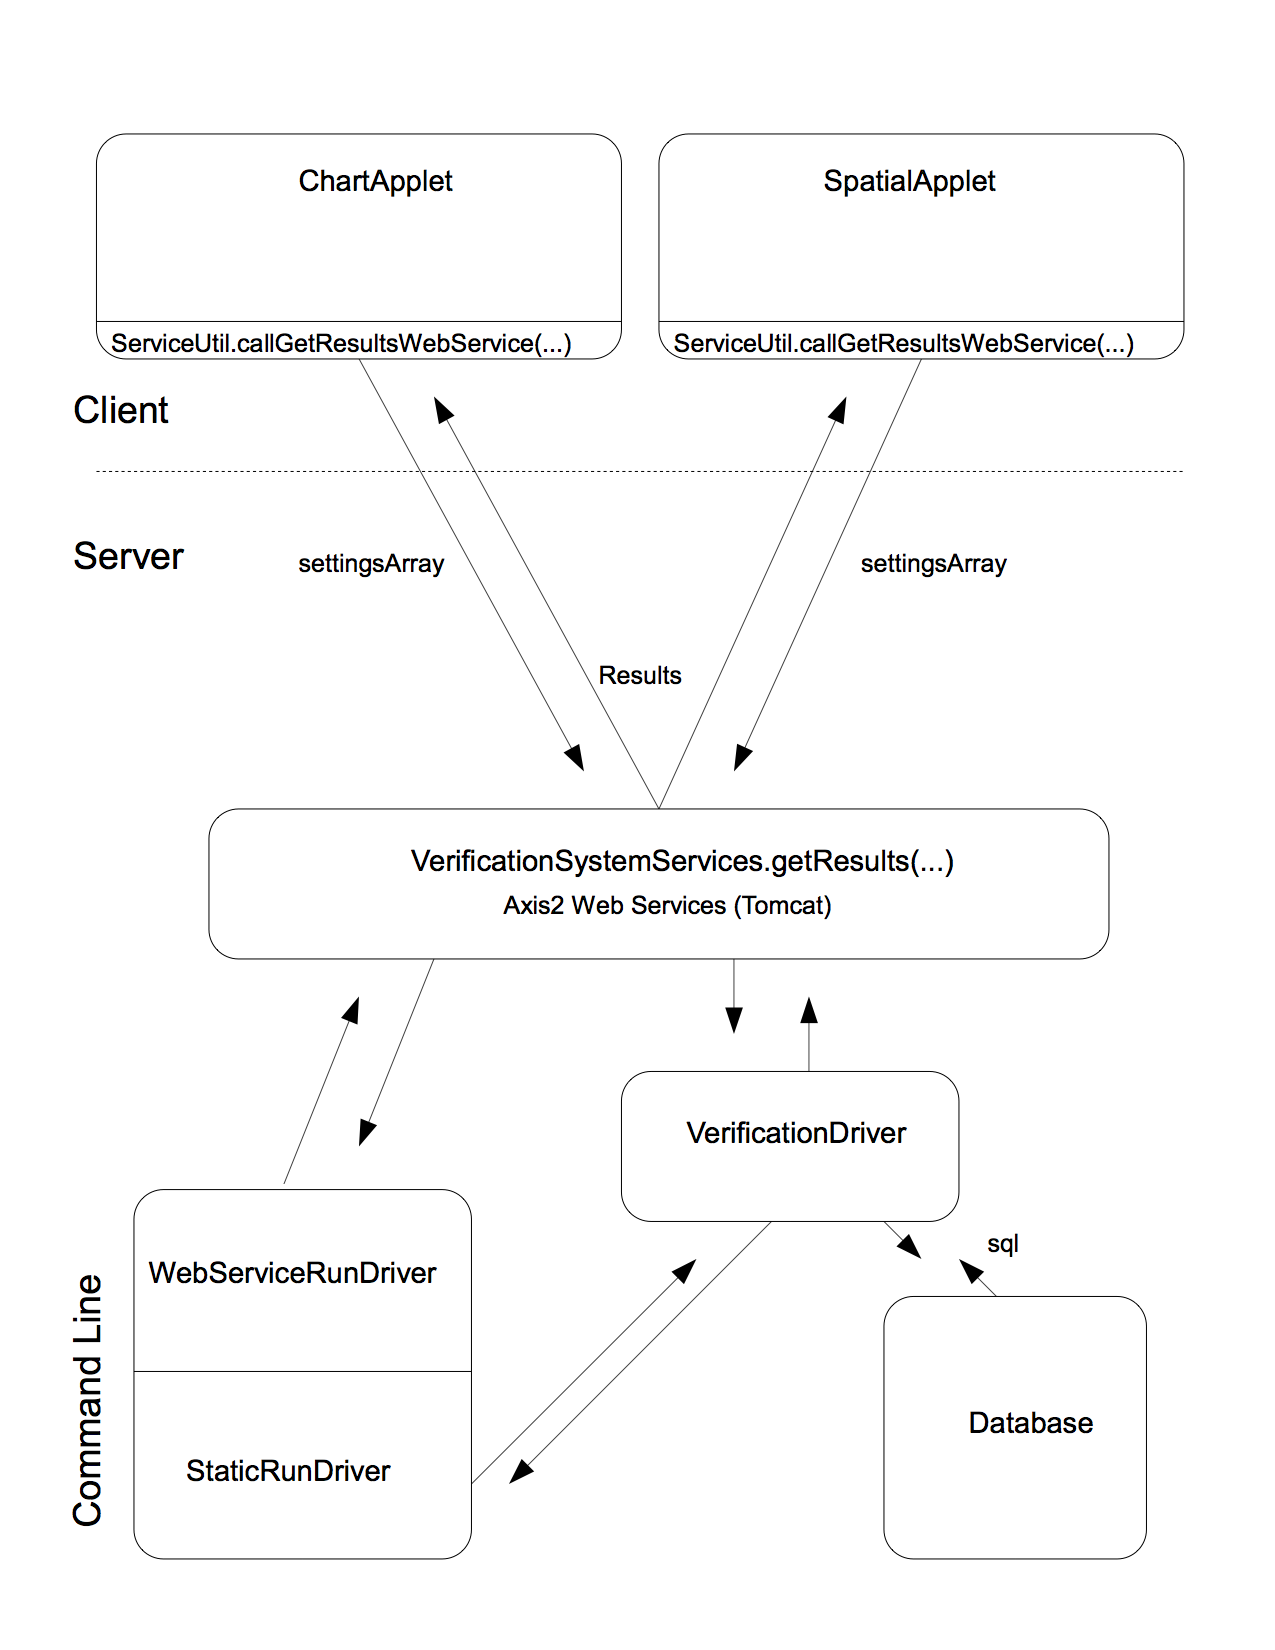 ChartApplet
SpatialApplet
ServiceUtil.callGetResultsWebService(...)
ServiceUtil.callGetResultsWebService(...)
Client
Server
settingsArray
settingsArray
Results
VerificationSystemServices.getResults(...)
Axis2 Web Services (Tomcat)
VerificationDriver
sql
WebServiceRunDriver
Command Line
Database
StaticRunDriver